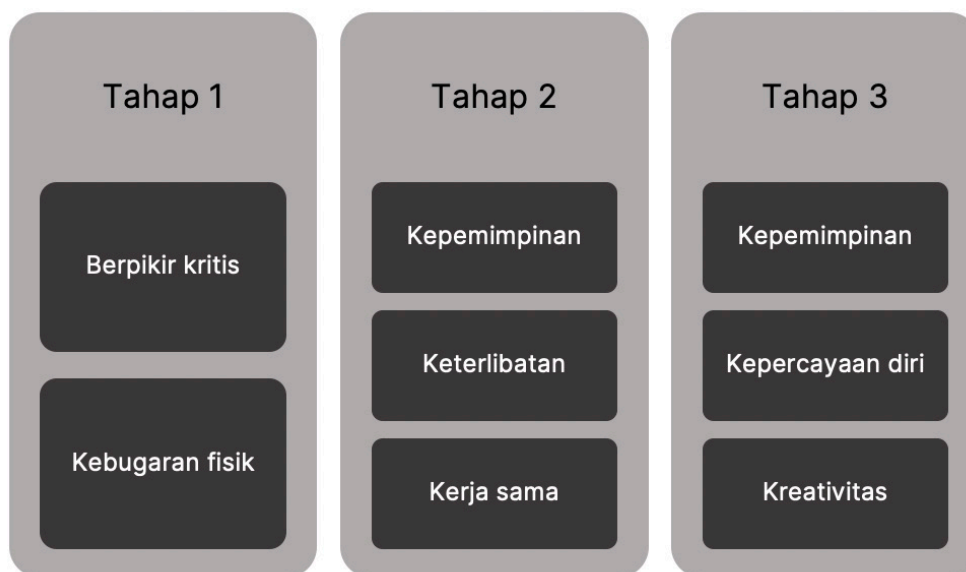 Tahap 1
Berpikir kritis
Kebugaran fisik
Tahap 2
Kepemimpinan
Keterlibatan
Kerja sama
Tahap 3
Kepemimpinan
Kepercayaan diri
Kreativitas